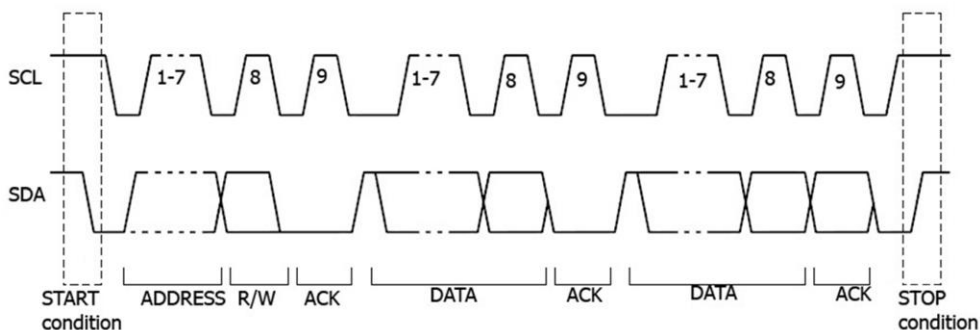 SCL 1-7 8 9 1-7 8 9 1-7 8 9
SDA
START condition ADDRESS R/W ACK DATA ACK DATA ACK STOP condition